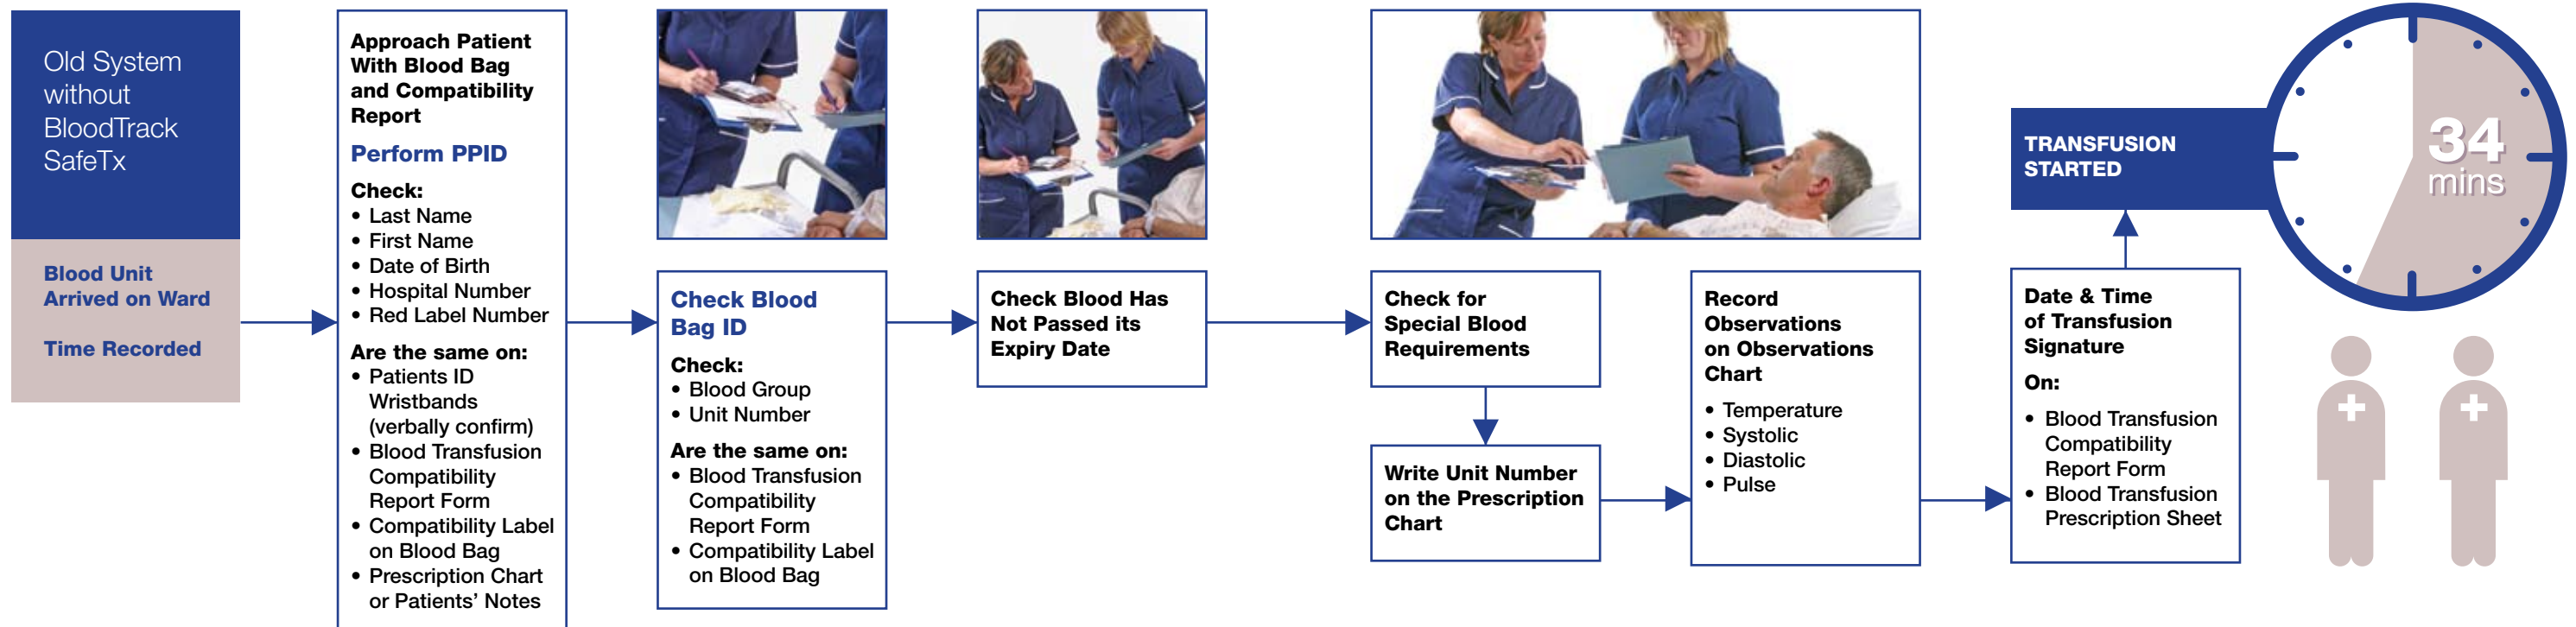 Old System
without
BloodTrack
SafeTx
Blood Unit
Arrived on Ward
Time Recorded
Approach Patient
With Blood Bag
and Compatibility
Report
Perform PPID
Check:
• Last Name
• First Name
• Date of Birth
• Hospital Number
• Red Label Number
Are the same on:
• Patients ID
Wristbands
(verbally confirm)
• Blood Transfusion
Compatibility
Report Form
• Compatibility Label
on Blood Bag
• Prescription Chart
or Patients’ Notes
Check Blood
Bag ID
Check:
• Blood Group
• Unit Number
Are the same on:
• Blood Transfusion
Compatibility
Report Form
• Compatibility Label
on Blood Bag
Check Blood Has
Not Passed its
Expiry Date
Check for
Special Blood
Requirements
Write Unit Number
on the Prescription
Chart
Record
Observations
on Observations
Chart
• Temperature
• Systolic
• Diastolic
• Pulse
Date & Time
of Transfusion
Signature
On:
• Blood Transfusion
Compatibility
Report Form
• Blood Transfusion
Prescription Sheet
TRANSFUSION
STARTED
34
mins